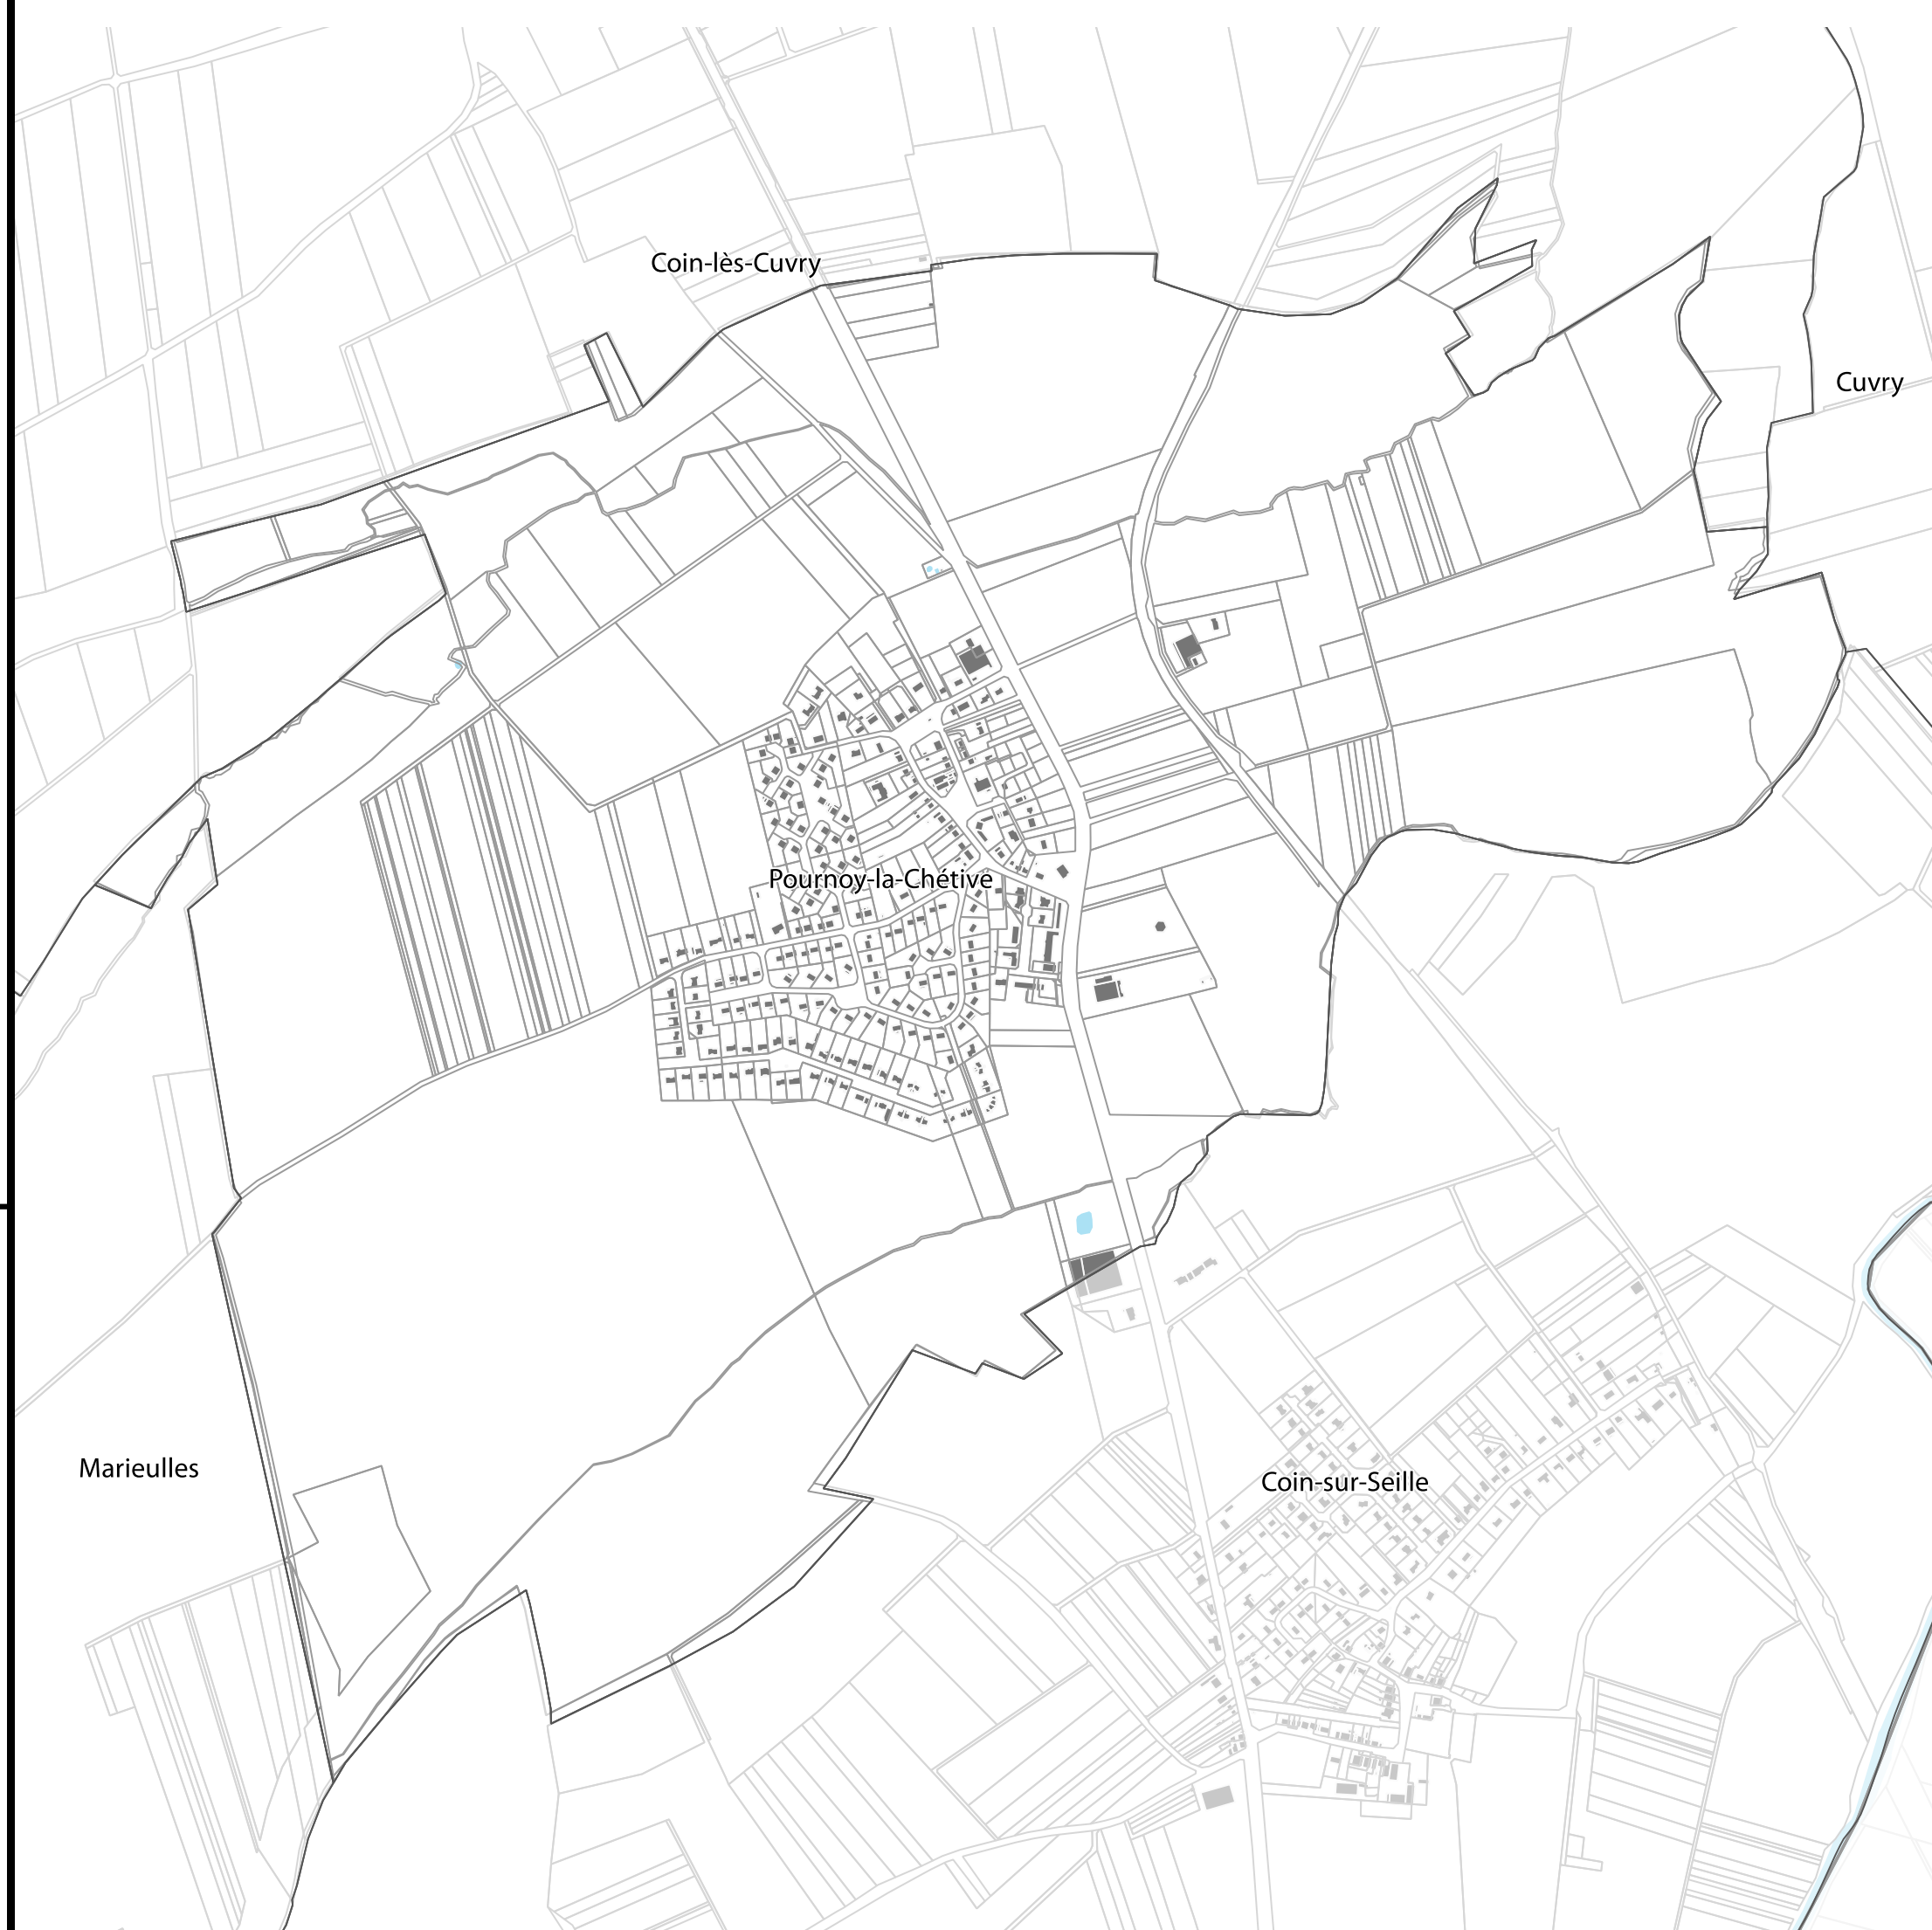 Coin-lès-Cuvry
Cuvry
Pournoy-la-Chétive
Marieulles
Coin-sur-Seille